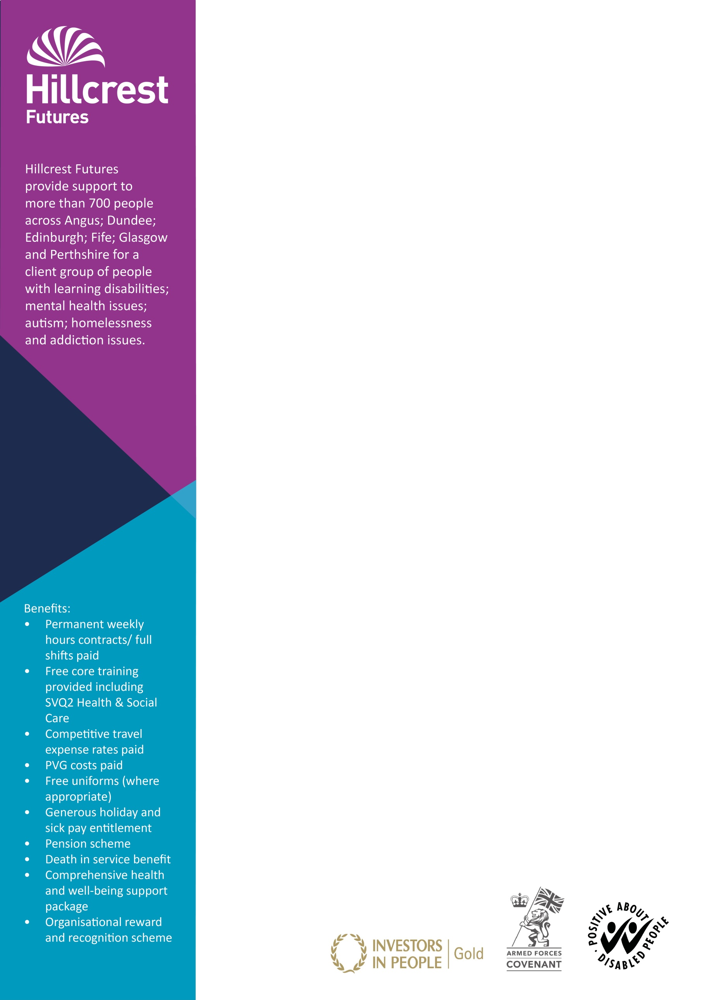 Hillcrest
Futures
Hillcrest Futures
provide support to
more than 700 people
across Angus; Dundee;
Edinburgh; Fife; Glasgow
and Perthshire for a
client group of people
with learning disabilities;
mental health issues;
autism; homelessness
and addiction issues.
Benefits:
• Permanent weekly
hours contracts/ full
shifts paid
• Free core training
provided including
SVQ2 Health & Social
Care
• Competitive travel
expense rates paid
• PVG costs paid
• Free uniforms (where
appropriate)
• Generous holiday and
sick pay entitlement
• Pension scheme
• Death in service benefit
• Comprehensive health
and well-being support
package
• Organisational reward
and recognition scheme
INVESTORS
IN PEOPLE
Gold
ARMED FORCES
COVENANT
• POSITIVE ABOUT
• DISABLED PEOPLE